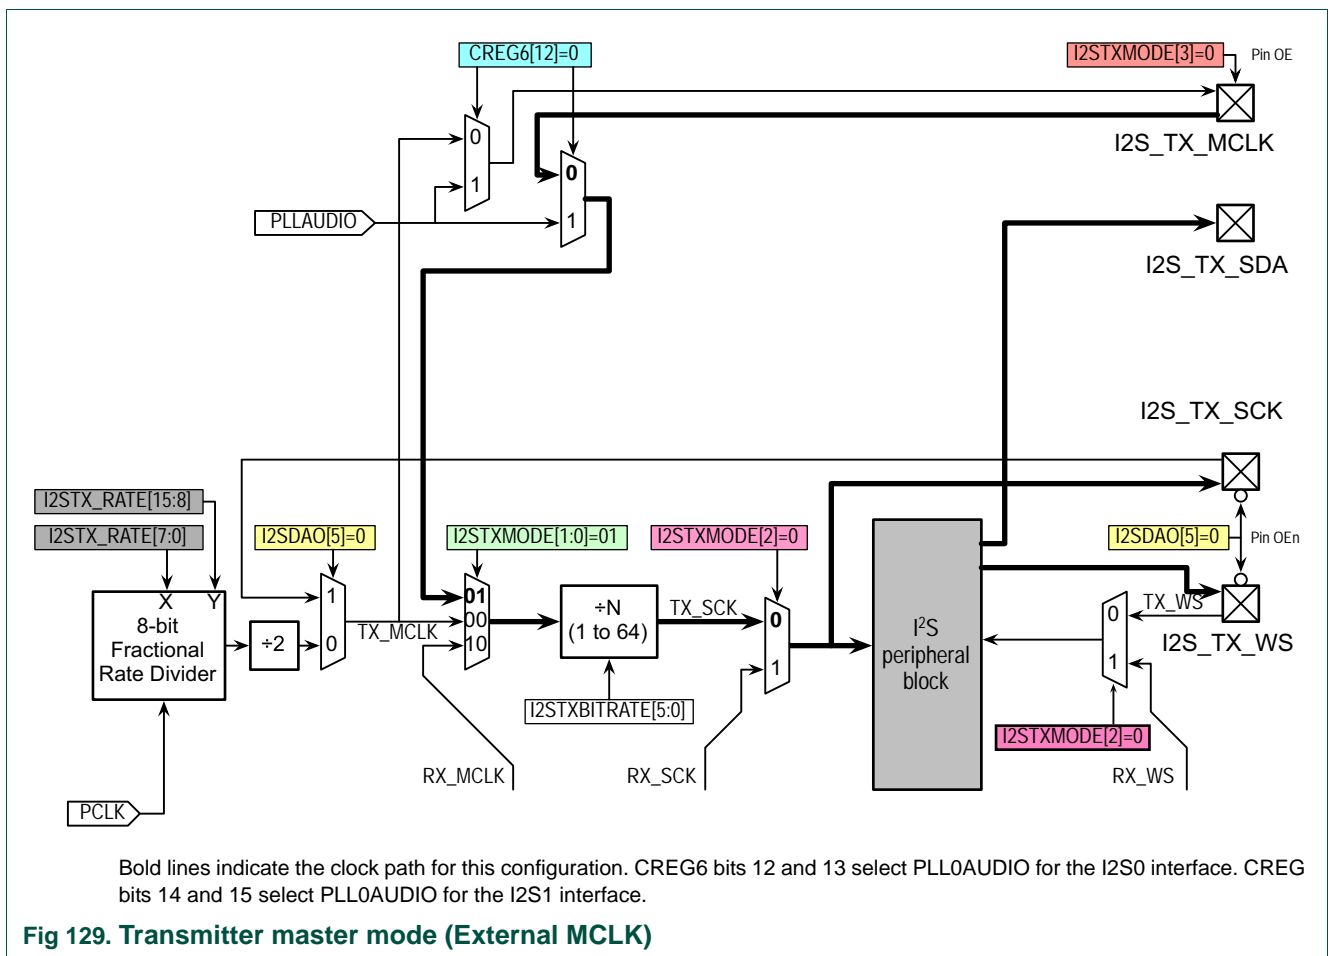 CREG6[12]=0
I2STXMODE[3]=0
Pin OE
0
1
I2S_TX_MCLK
0
1
PLLAUDIO
I2S_TX_SDA
I2S_TX_SCK
I2STX_RATE[15:8]
I2STX_RATE[7:0]
I2SDAO[5]=0
I2STXMODE[1:0]=01
I2STXMODE[2]=0
I2SDAO[5]=0
Pin OEn
X Y
8-bit
Fractional
Rate Divider
÷2
1
0
TX_MCLK
01
00
10
÷N
(1 to 64)
TX_SCK
0
1
I2S
peripheral
block
0
1
TX_WS
I2S_TX_WS
I2STXBITRATE[5:0]
I2STXMODE[2]=0
RX_MCLK
RX_SCK
RX_WS
PCLK
Bold lines indicate the clock path for this configuration. CREG6 bits 12 and 13 select PLL0AUDIO for the I2S0 interface. CREG
bits 14 and 15 select PLL0AUDIO for the I2S1 interface.
Fig 129. Transmitter master mode (External MCLK)